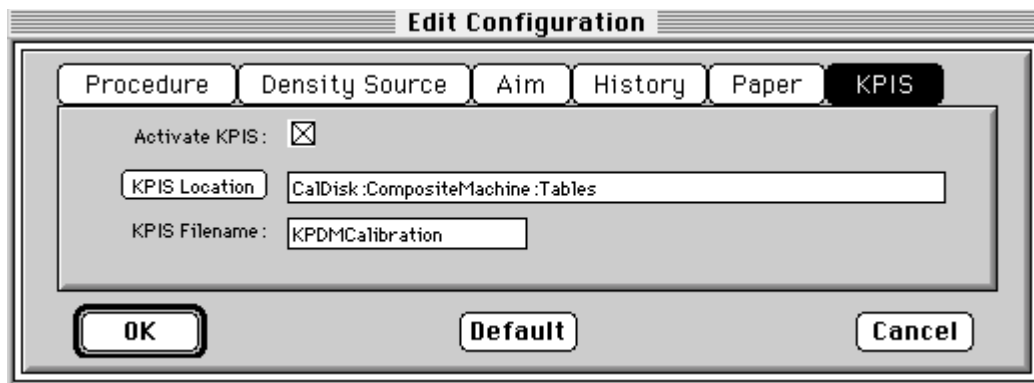 Edit Configuration
Procedure Density Source Aim History Paper KPIS
Activate KPIS:
KPIS Location CalDisk:CompositeMachine:Tables
KPIS Filename: KPDMCalibration
OK Default Cancel